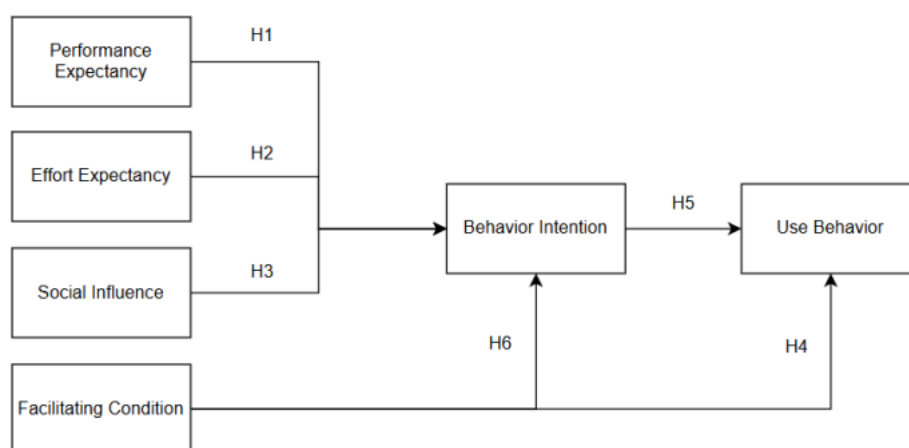 H1
Performance
Expectancy
H2
Effort Expectancy
H5
Behavior Intention
Use Behavior
H3
Social Influence
H6
H4
Facilitating Condition